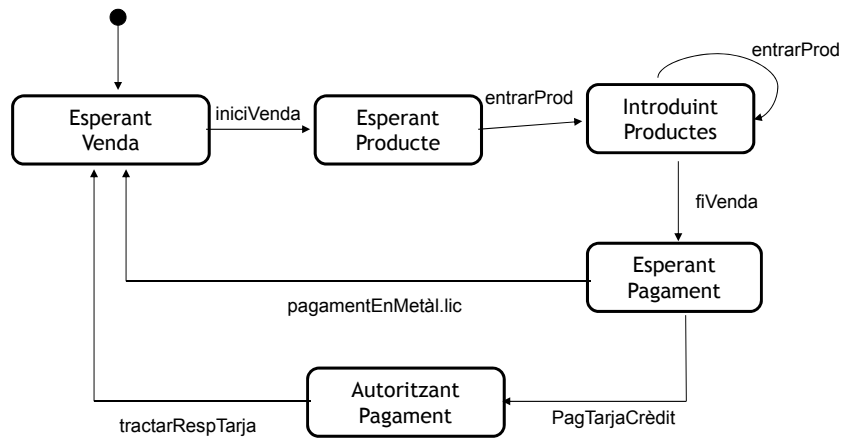 entrarProd
Esperant
Venda
iniciVenda
Esperant
Producte
entrarProd
Introduint
Productes
fiVenda
Esperant
Pagament
pagamentEnMetàl.lic
Autoritzant
Pagament
tractarRespTarja
PagTarjaCrèdit